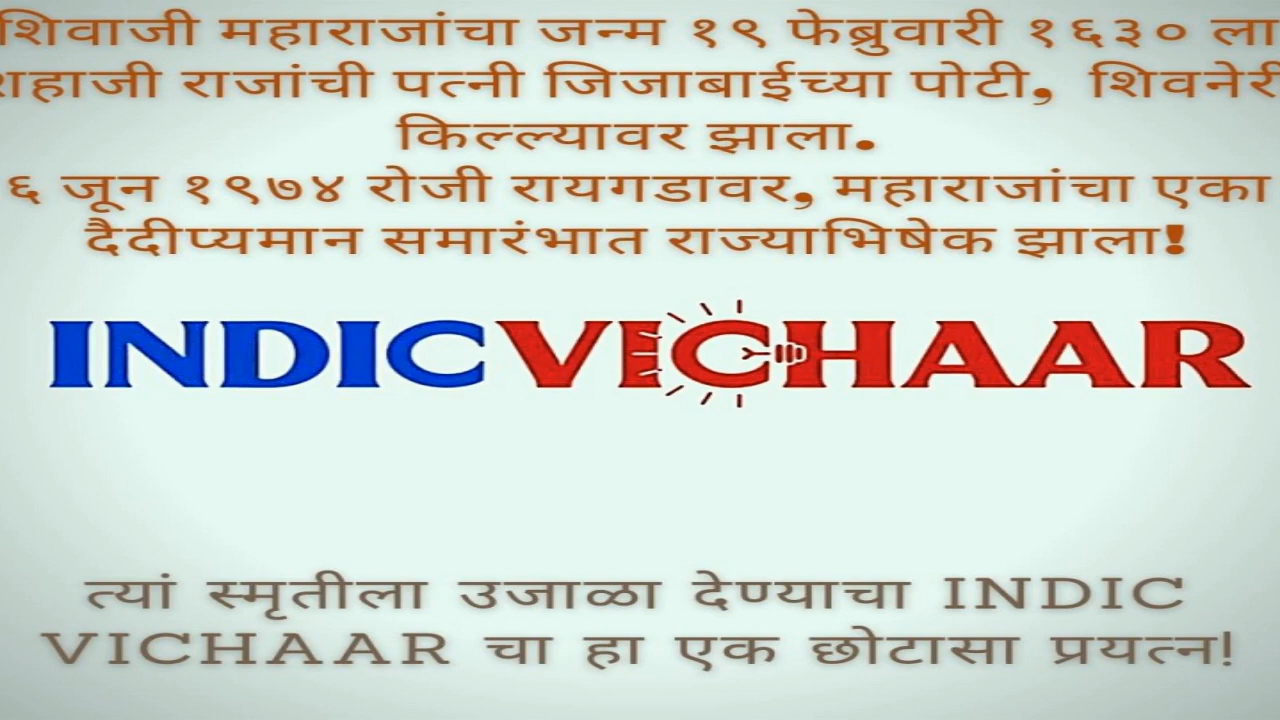 शिवाजी महाराजांचा जन्म १९ फेब्रुवारी १६३० ला
शहाजी राजांची पत्नी जिजाबाईच्या पोटी, शिवनेरी
किल्ल्यावर झाला.
६ जून १९७४ रोजी रायगडावर, महाराजांचा एका
दैदीप्यमान समारंभात राज्याभिषेक झाला!
INDIC VICHAAR
त्यां स्मृतीला उजाळा देण्याचा INDIC
VICHAAR चा हा एक छोटासा प्रयत्न!